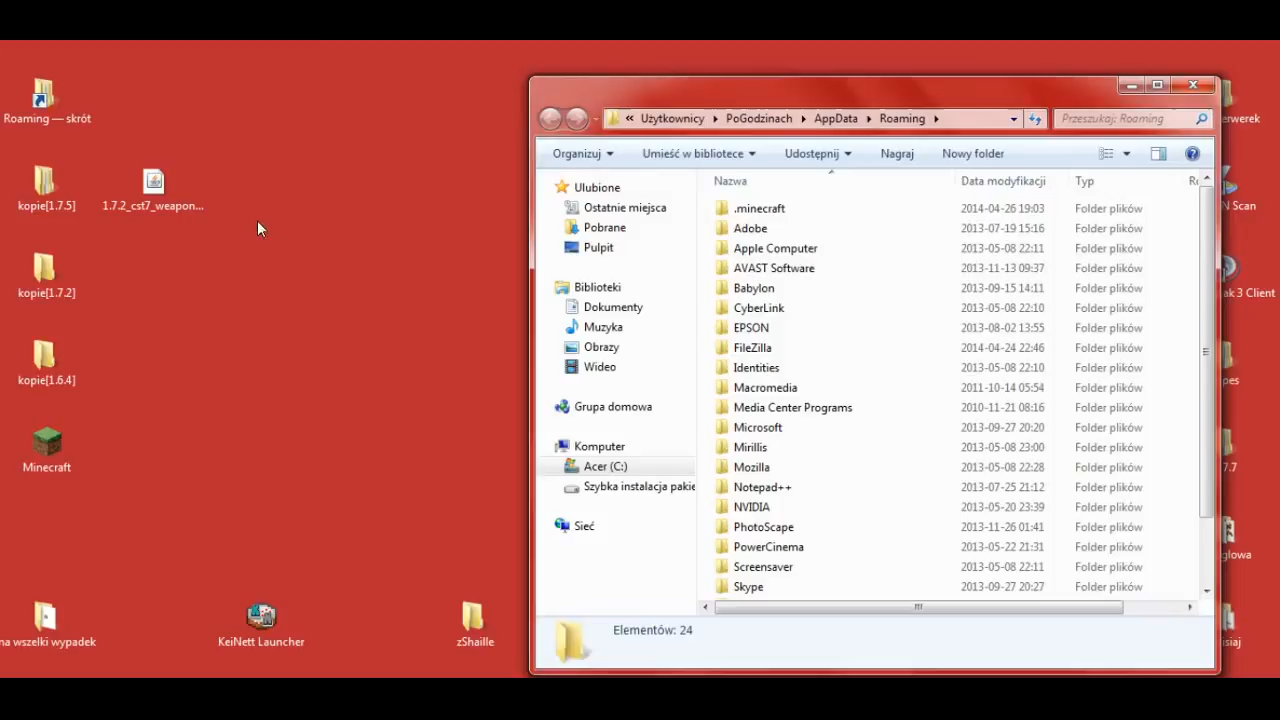 Roaming — skrót
kopie[1.7.5]
1.7.2_cst7_weapon...
kopie[1.7.2]
kopie[1.6.4]
Minecraft
na wszelki wypadek
KeiNett Launcher
zShaille
« Użytkownicy PoGodzinach AppData Roaming
Przeszukaj: Roaming
Organizuj Umieść w bibliotece Udostępnij Nagraj Nowy folder
Ulubione
Ostatnie miejsca
Pobrane
Pulpit
Biblioteki
Dokumenty
Muzyka
Obrazy
Wideo
Grupa domowa
Komputer
Acer (C:)
Szybka instalacja pakie
Sieć
Nazwa Data modyfikacji Typ
.minecraft 2014-04-26 19:03 Folder plików
Adobe 2013-07-19 15:16 Folder plików
Apple Computer 2013-05-08 22:11 Folder plików
AVAST Software 2013-11-13 09:37 Folder plików
Babylon 2013-09-15 14:11 Folder plików
CyberLink 2013-05-08 22:10 Folder plików
EPSON 2013-08-02 13:55 Folder plików
FileZilla 2014-04-24 22:46 Folder plików
Identities 2013-05-08 22:10 Folder plików
Macromedia 2011-10-14 05:54 Folder plików
Media Center Programs 2010-11-21 08:16 Folder plików
Microsoft 2013-09-27 20:20 Folder plików
Mirillis 2013-05-08 23:00 Folder plików
Mozilla 2013-05-08 22:28 Folder plików
Notepad++ 2013-07-25 21:12 Folder plików
NVIDIA 2013-05-20 23:39 Folder plików
PhotoScape 2013-11-26 01:41 Folder plików
PowerCinema 2013-05-22 21:31 Folder plików
Screensaver 2013-05-08 22:11 Folder plików
Skype 2013-09-27 20:27 Folder plików
Elementów: 24
erwerek
N Scan
ak 3 Client
pes
7.7
głowa
isiaj